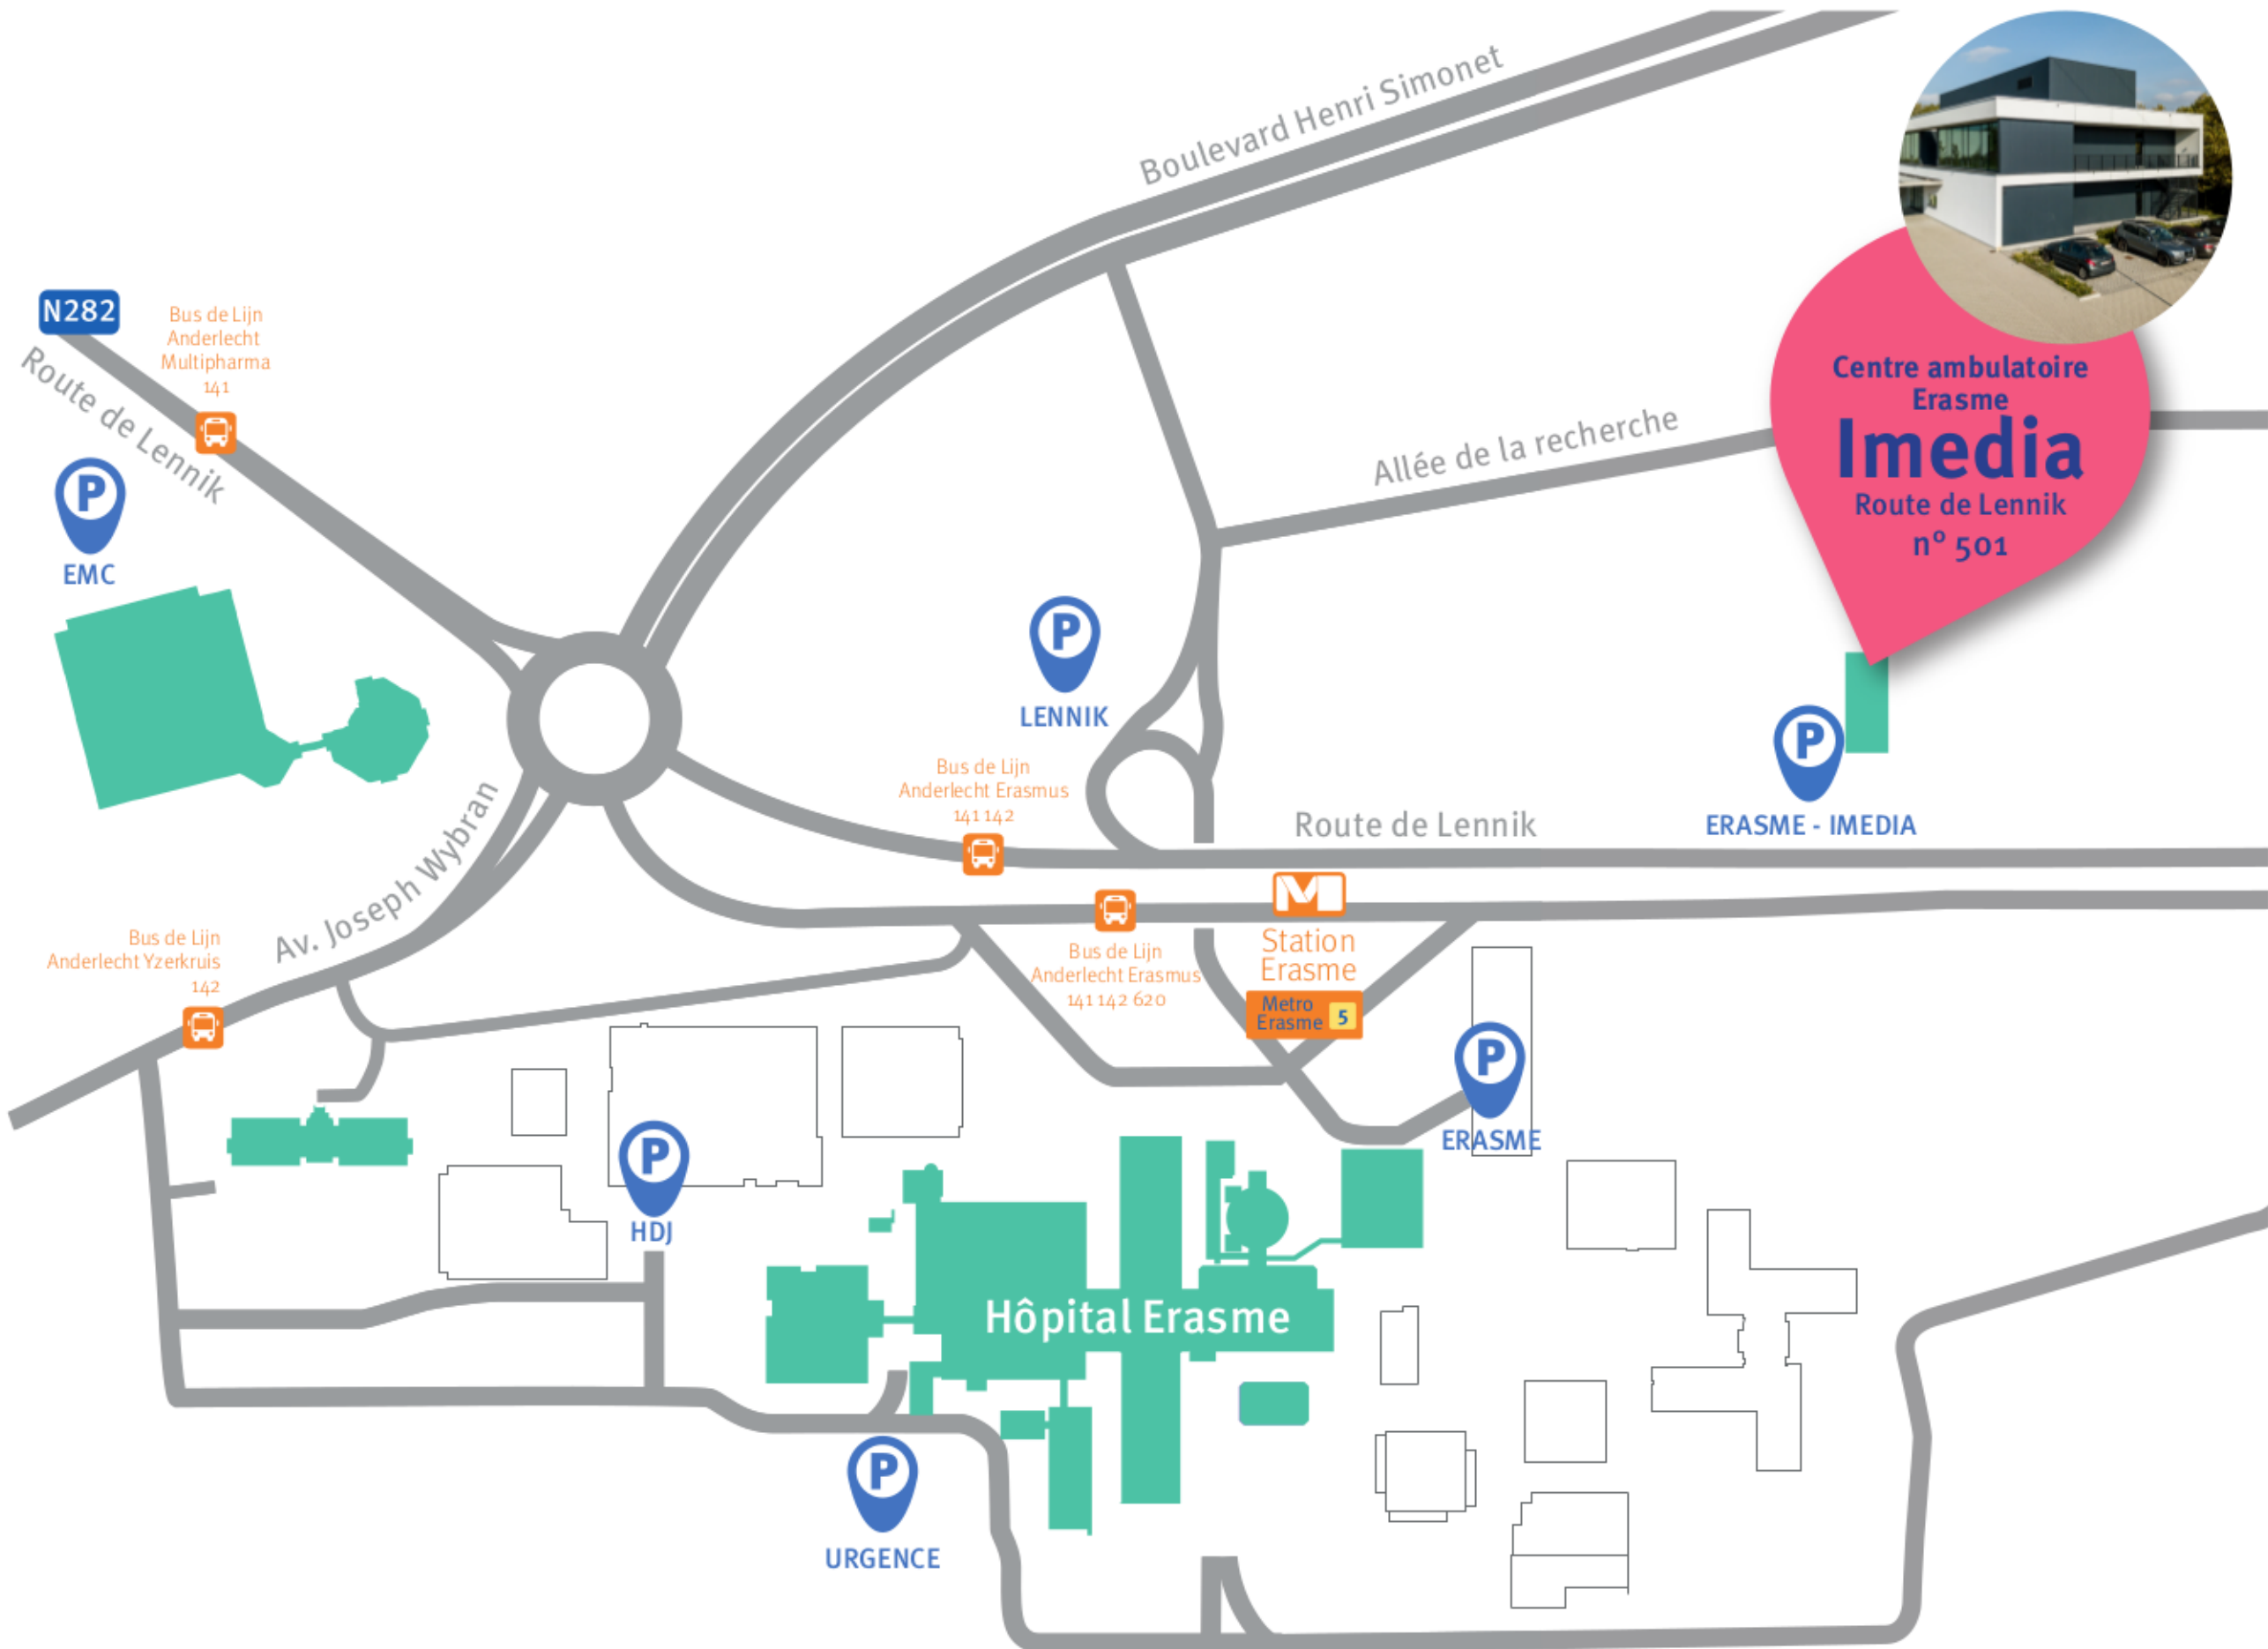 Boulevard Henri Simonet
N282
Route de Lennik
Bus de Lijn
Anderlecht
Multipharma
141
P
EMC
Allée de la recherche
Centre ambulatoire
Erasme
Imedia
Route de Lennik
n° 501
P
LENNIK
P
ERASME - IMEDIA
Bus de Lijn
Anderlecht Erasmus
141 142
Route de Lennik
Av. Joseph Wybran
M
Station
Erasme
Metro
Erasme 5
Bus de Lijn
Anderlecht Erasmus
141 142 620
Bus de Lijn
Anderlecht Yzerkruis
142
P
ERASME
P
HDJ
Hôpital Erasme
P
URGENCE